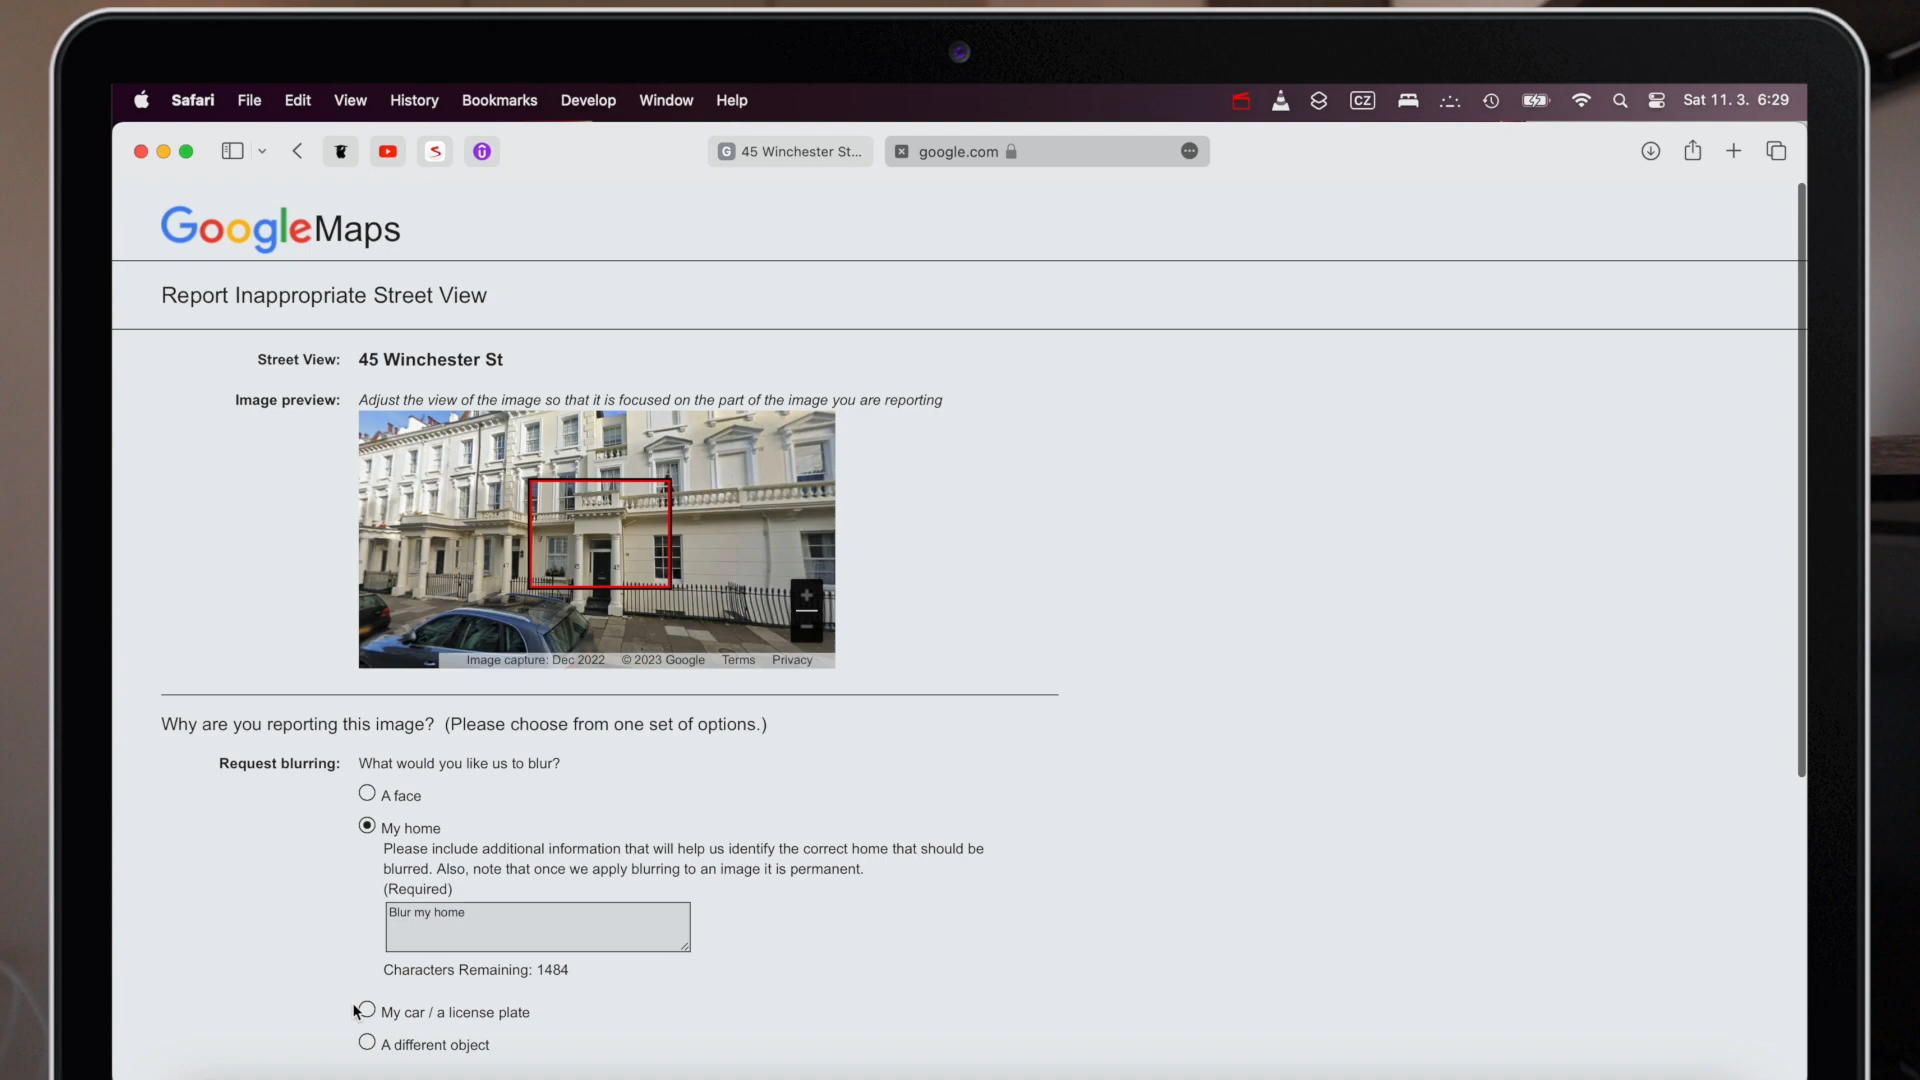 Safari File Edit View History Bookmarks Develop Window Help CZ Sat 11. 3. 6:29
G 45 Winchester St... google.com
Google Maps
Report Inappropriate Street View
Street View: 45 Winchester St
Image preview: Adjust the view of the image so that it is focused on the part of the image you are reporting
Image capture: Dec 2022 © 2023 Google Terms Privacy
Why are you reporting this image? (Please choose from one set of options.)
Request blurring: What would you like us to blur?
A face
My home
Please include additional information that will help us identify the correct home that should be
blurred. Also, note that once we apply blurring to an image it is permanent.
(Required)
Blur my home
Characters Remaining: 1484
My car / a license plate
A different object